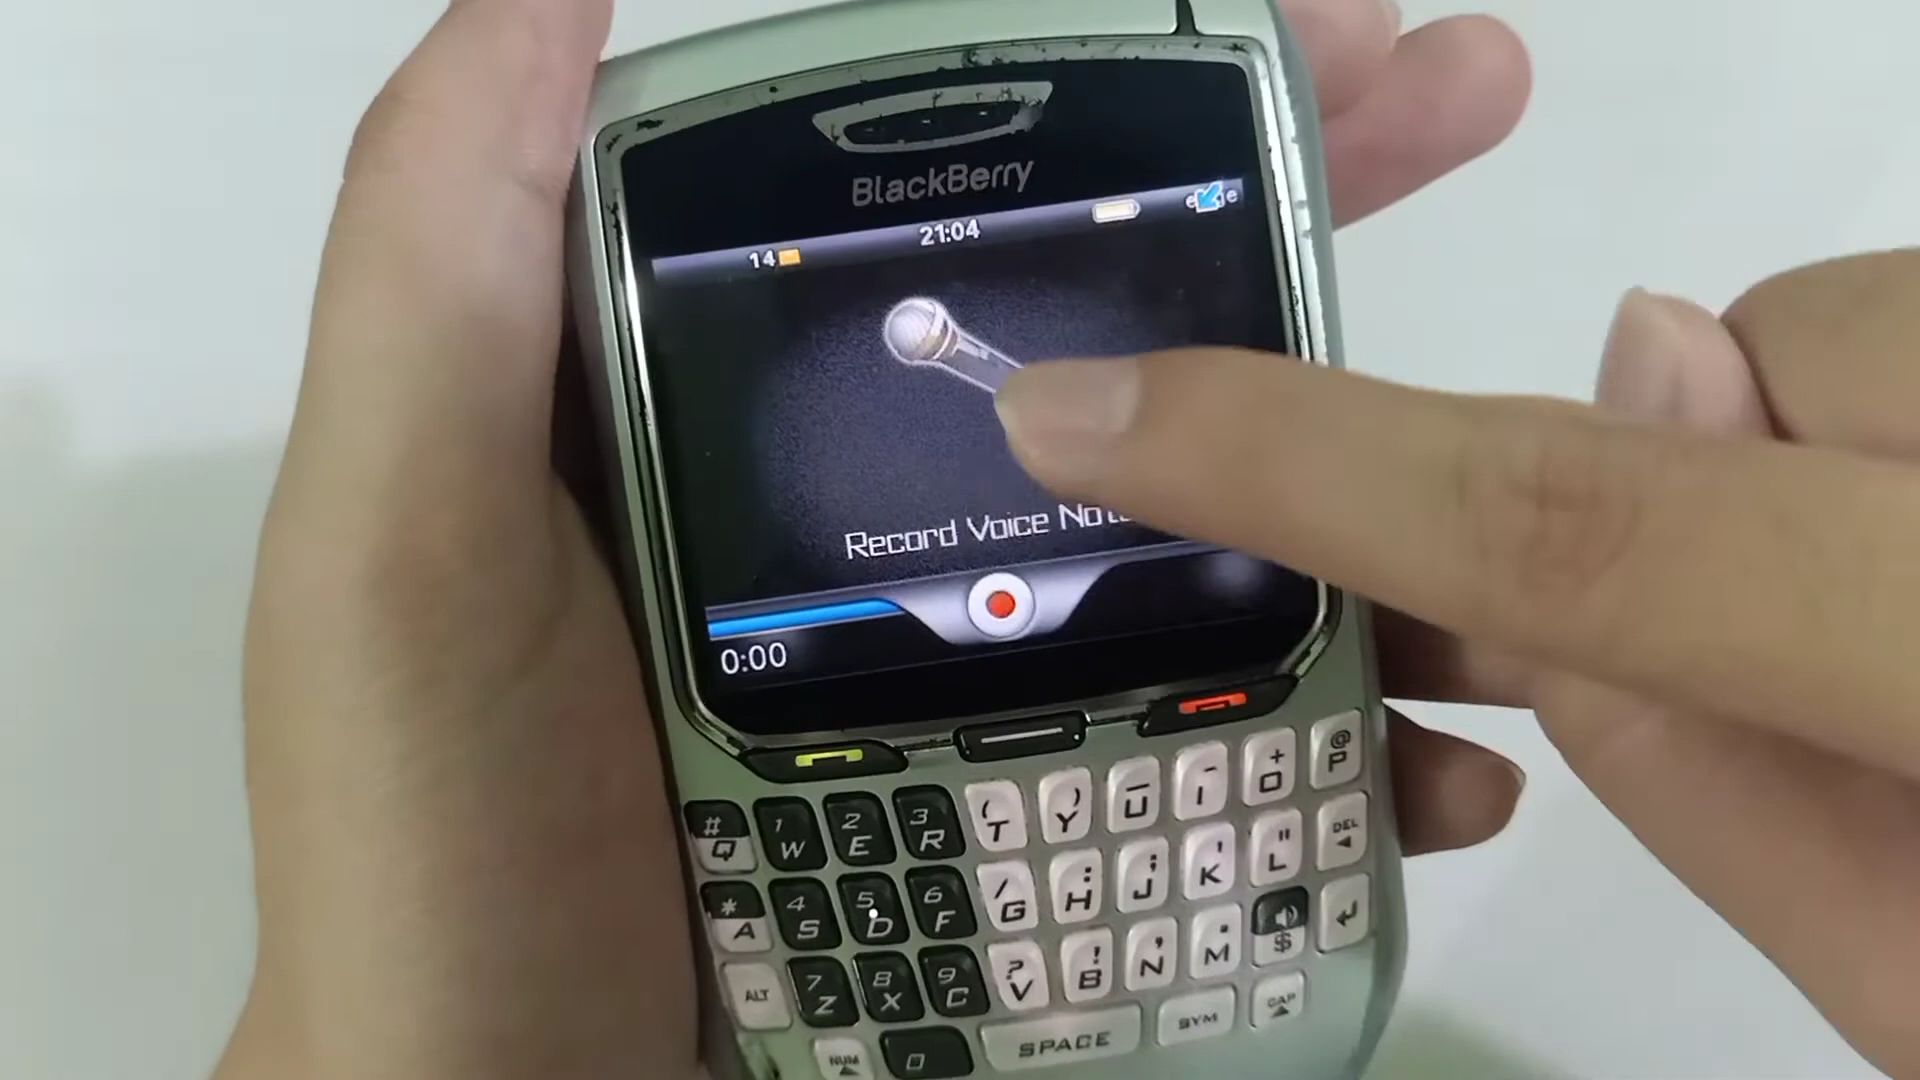 BlackBerry
14 21:04
Record Voice
0:00
# 1 2 3 ( ) _ - + @
Q W E R T Y U I O P
* 4 5 6 / : ; ' " DEL
A S D F G H J K L
ALT 7 8 9 ? ! , . $
Z X C V B N M
NUM 0 SPACE SYM CAP